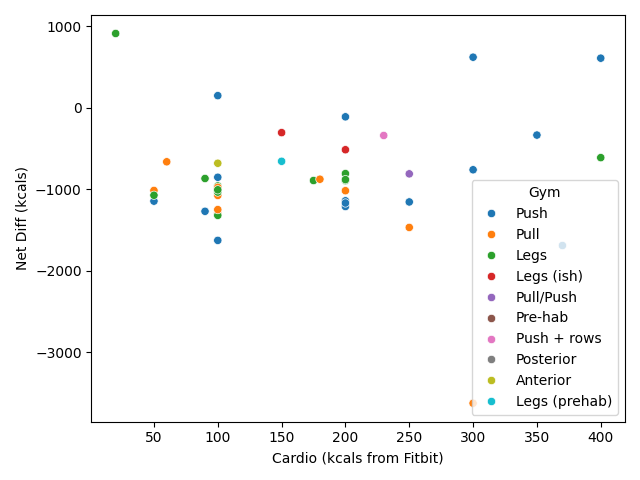 1000
0
−1000
−2000
−3000
Net Diff (kcals)
50 100 150 200 250 300 350 400
Cardio (kcals from Fitbit)
Gym
Push
Pull
Legs
Legs (ish)
Pull/Push
Pre-hab
Push + rows
Posterior
Anterior
Legs (prehab)